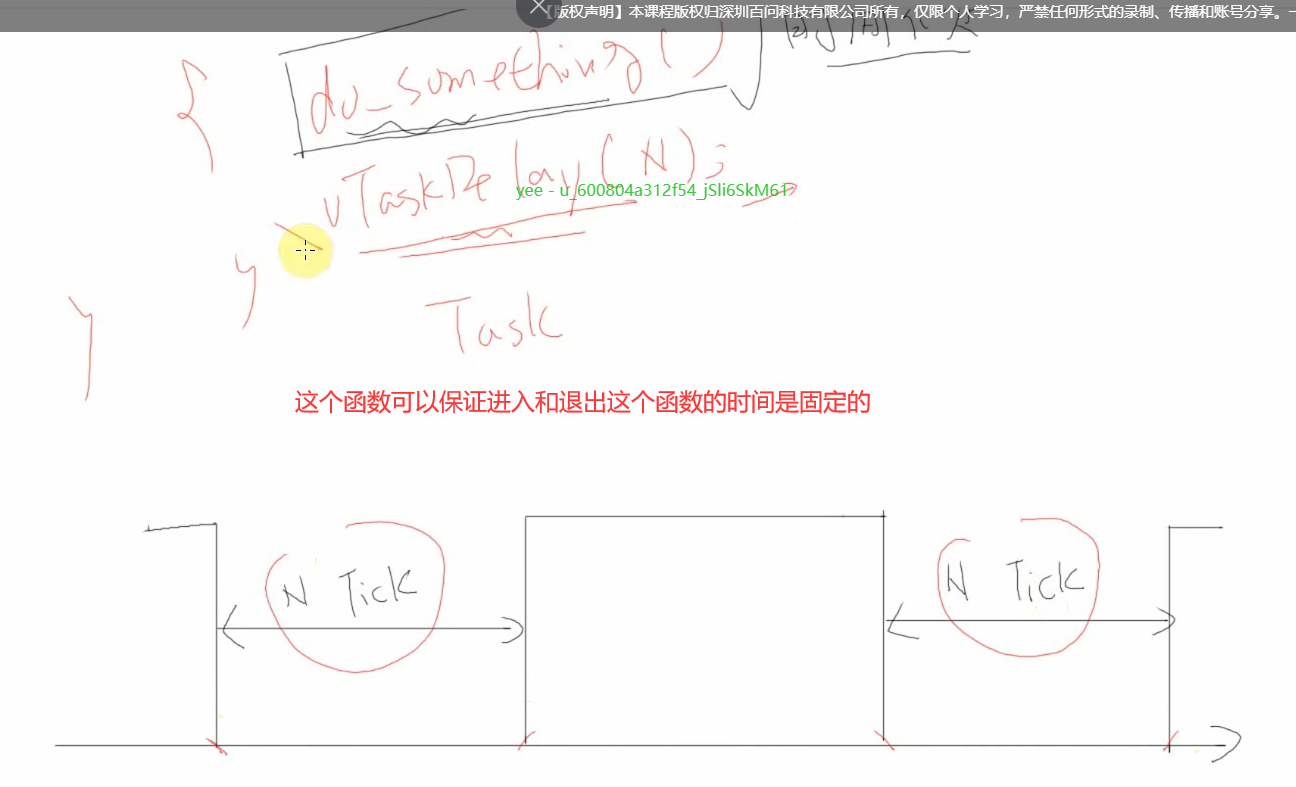 【版权声明】本课程版权归深圳百问科技有限公司所有，仅限个人学习，严禁任何形式的录制、传播和账号分享。一
{
do_something()
vTaskDelay(N);
yee - u_600804a312f54_jSli6SkM61
}
}
Task
这个函数可以保证进入和退出这个函数的时间是固定的
N Tick
N Tick